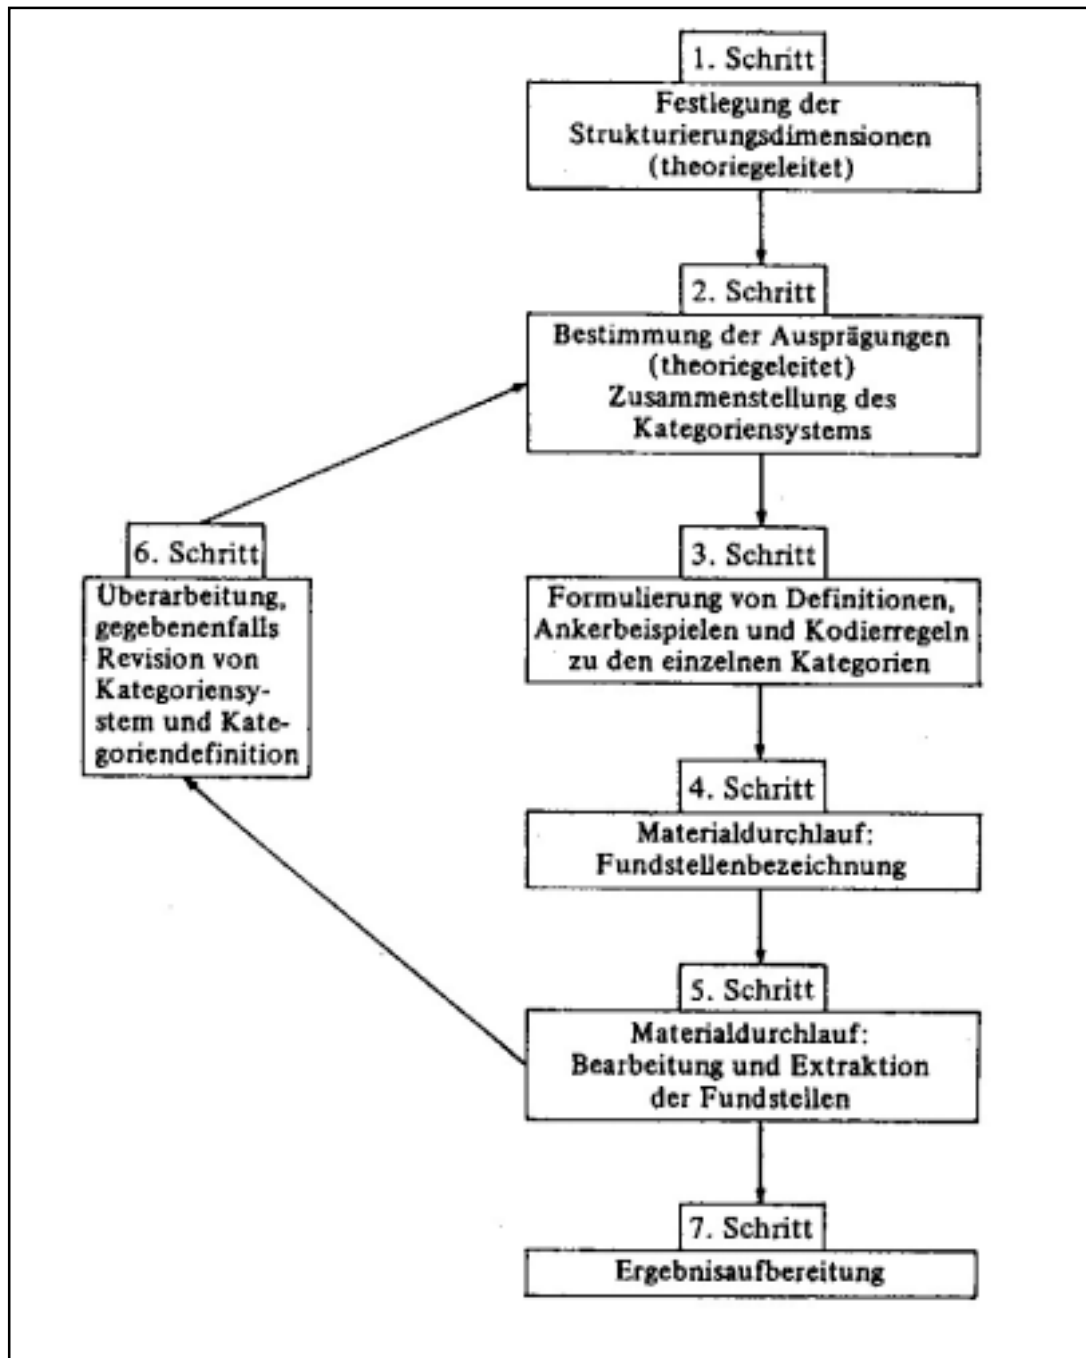 1. Schritt
Festlegung der
Strukturierungsdimensionen
(theoriegeleitet)
2. Schritt
Bestimmung der Ausprägungen
(theoriegeleitet)
Zusammenstellung des
Kategoriensystems
3. Schritt
Formulierung von Definitionen,
Ankerbeispielen und Kodierregeln
zu den einzelnen Kategorien
4. Schritt
Materialdurchlauf:
Fundstellenbezeichnung
5. Schritt
Materialdurchlauf:
Bearbeitung und Extraktion
der Fundstellen
6. Schritt
Überarbeitung,
gegebenenfalls
Revision von
Kategoriensy-
stem und Kate-
goriendefinition
7. Schritt
Ergebnisaufbereitung